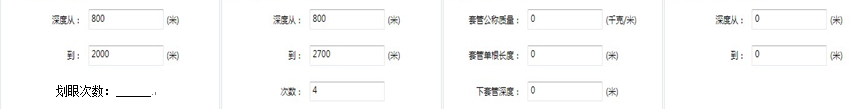 深度从： 800 (米) 深度从： 800 (米) 套管公称质量： 0 (千克/米) 深度从： 0 (米)
到： 2000 (米) 到： 2700 (米) 套管单根长度： 0 (米) 到： 0 (米)
划眼次数：______. 次数： 4 下套管深度： 0 (米)